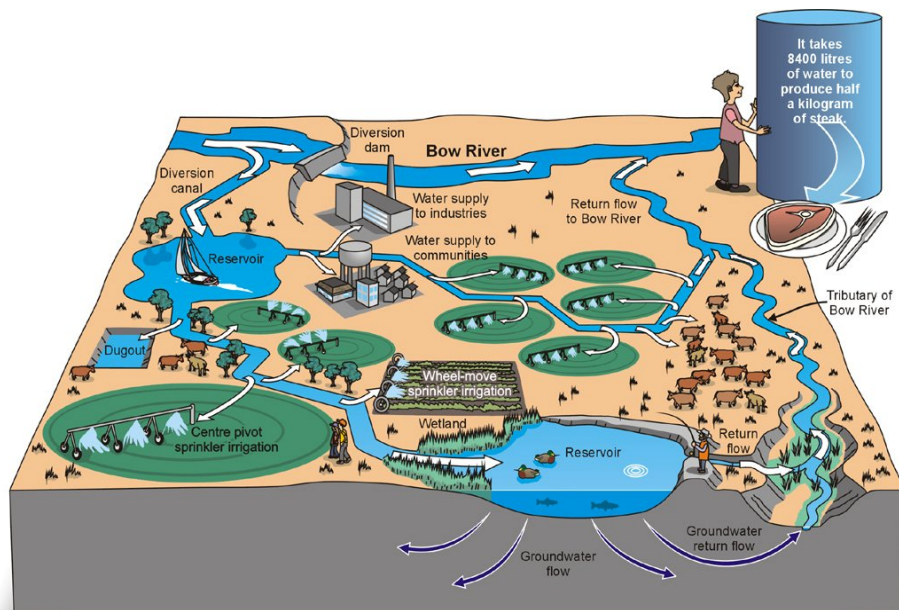 It takes
8400 litres
of water to
produce half
a kilogram
of steak.
Diversion
dam
Bow River
Diversion
canal
Water supply
to industries
Return flow
to Bow River
Reservoir
Water supply to
communities
Tributary of
Bow River
Dugout
Wheel-move
sprinkler irrigation
Centre pivot
sprinkler irrigation
Wetland
Reservoir
Return
flow
Groundwater
flow
Groundwater
return flow